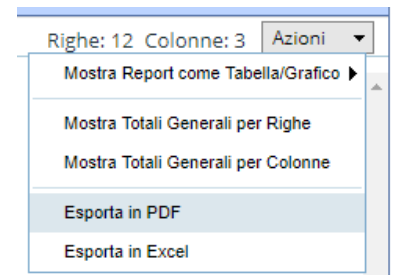 Righe: 12 Colonne: 3 Azioni
Mostra Report come Tabella/Grafico
Mostra Totali Generali per Righe
Mostra Totali Generali per Colonne
Esporta in PDF
Esporta in Excel